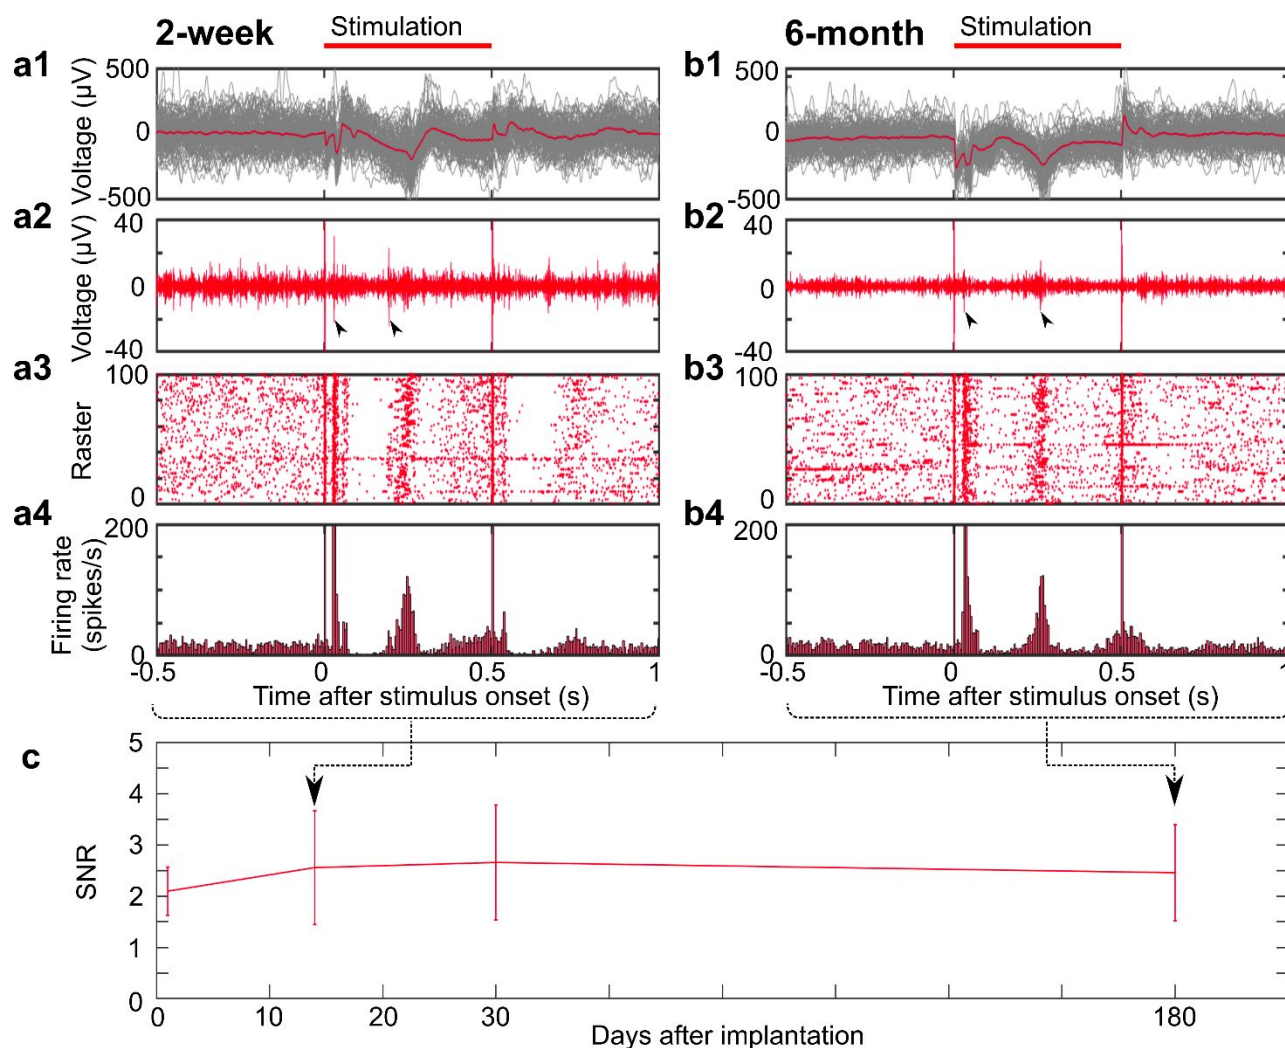 2-week
Stimulation
6-month
Stimulation
a1
Voltage (µV)
500
0
-500
b1
500
0
-500
a2
Voltage (µV)
40
0
-40
b2
40
0
-40
a3
Raster
100
0
b3
100
0
a4
Firing rate
(spikes/s)
200
0
b4
200
0
-0.5 0 0.5 1
-0.5 0 0.5 1
Time after stimulus onset (s)
Time after stimulus onset (s)
c
SNR
5
4
3
2
1
0
0 10 20 30 180
Days after implantation